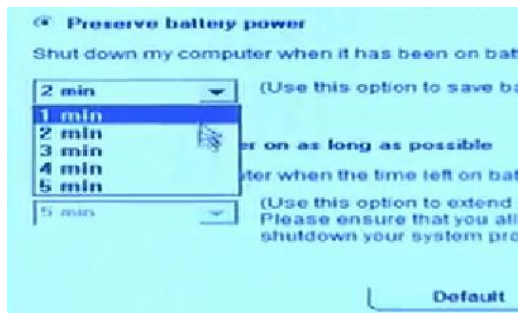 Preserve battery power
Shut down my computer when it has been on bat
2 min
(Use this option to save ba
1 min
2 min
3 min
4 min
5 min
er on as long as possible
ter when the time left on bat
5 min
(Use this option to extend
Please ensure that you all
shutdown your system pro
Default